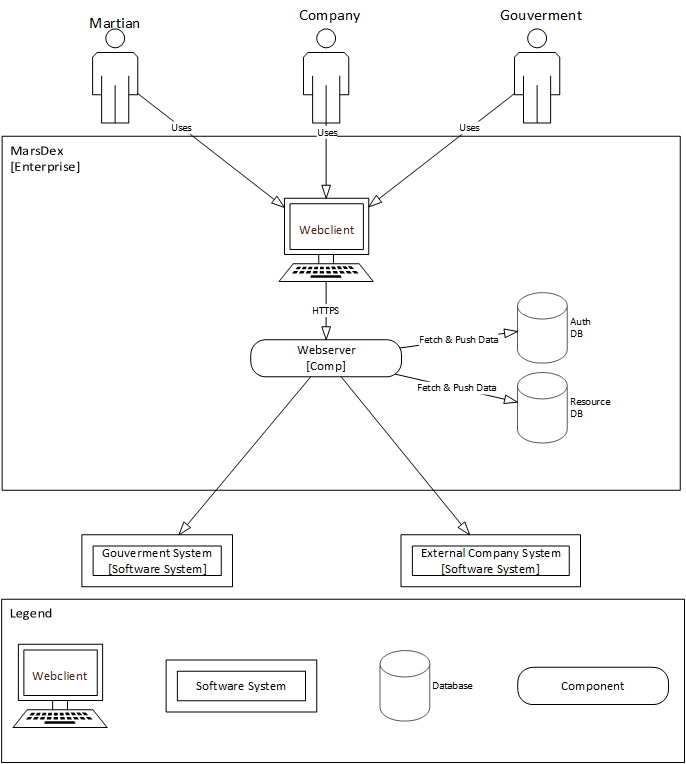 Martian
Company
Gouverment
Uses
Uses
Uses
MarsDex
[Enterprise]
Webclient
HTTPS
Webserver
[Comp]
Fetch & Push Data
Auth
DB
Fetch & Push Data
Resource
DB
Gouverment System
[Software System]
External Company System
[Software System]
Legend
Webclient
Software System
Database
Component